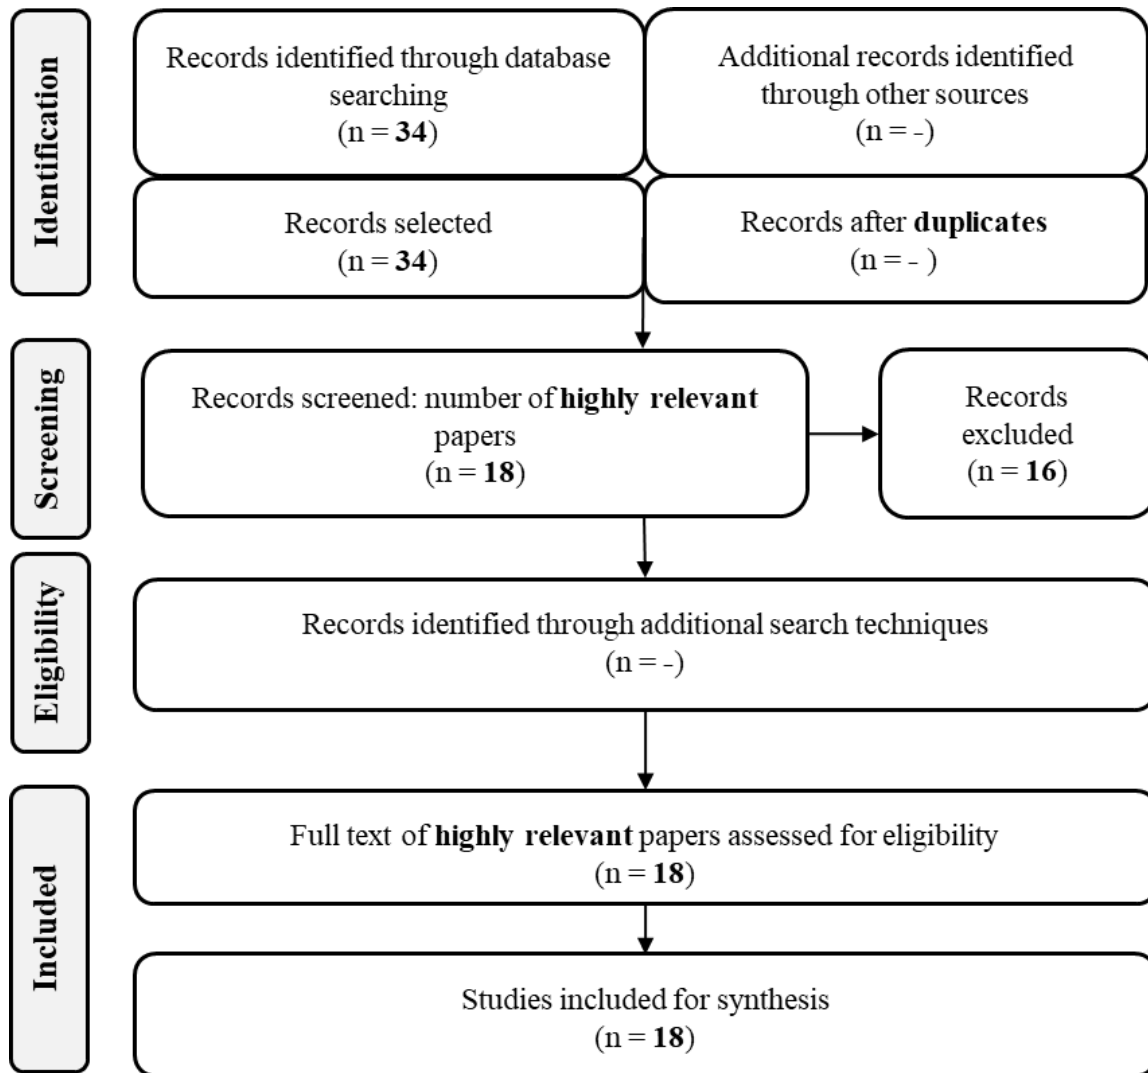 Identification
Records identified through database
searching
(n = 34)
Additional records identified
through other sources
(n = -)
Records selected
(n = 34)
Records after duplicates
(n = - )
Screening
Records screened: number of highly relevant
papers
(n = 18)
Records
excluded
(n = 16)
Eligibility
Records identified through additional search techniques
(n = -)
Included
Full text of highly relevant papers assessed for eligibility
(n = 18)
Studies included for synthesis
(n = 18)